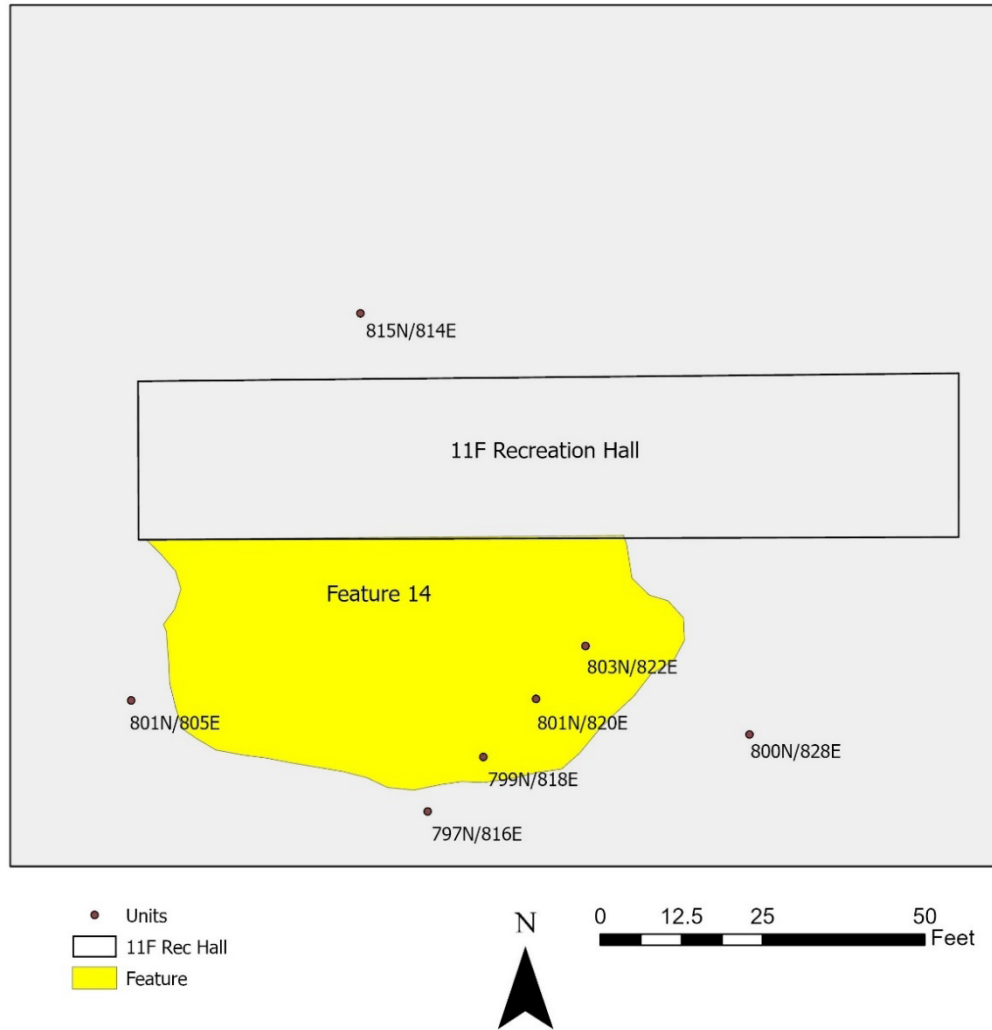 815N/814E
11F Recreation Hall
Feature 14
803N/822E
801N/805E
801N/820E
800N/828E
799N/818E
797N/816E
Units
11F Rec Hall
Feature
N
0 12.5 25 50
Feet